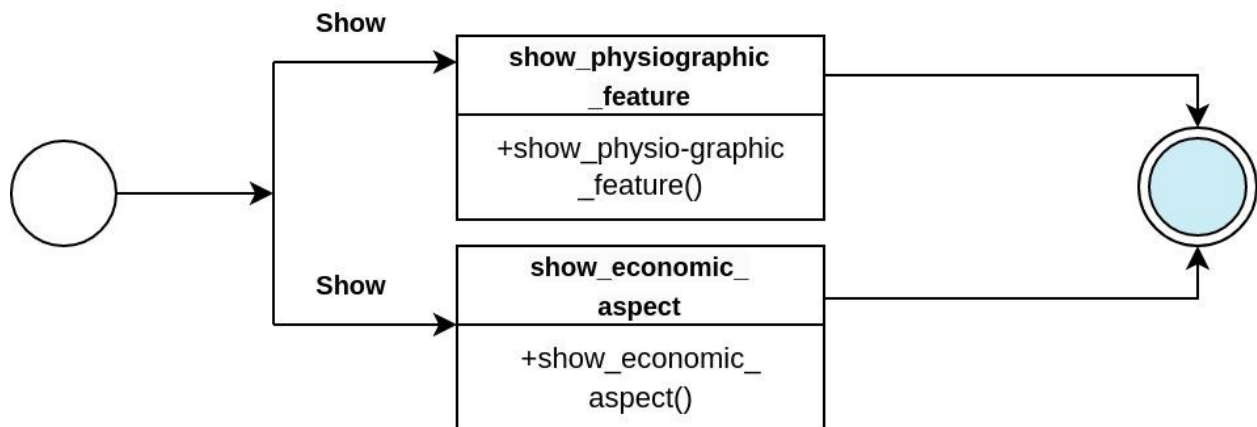 Show
show_physiographic
_feature
+show_physio-graphic
_feature()
Show
show_economic_
aspect
+show_economic_
aspect()